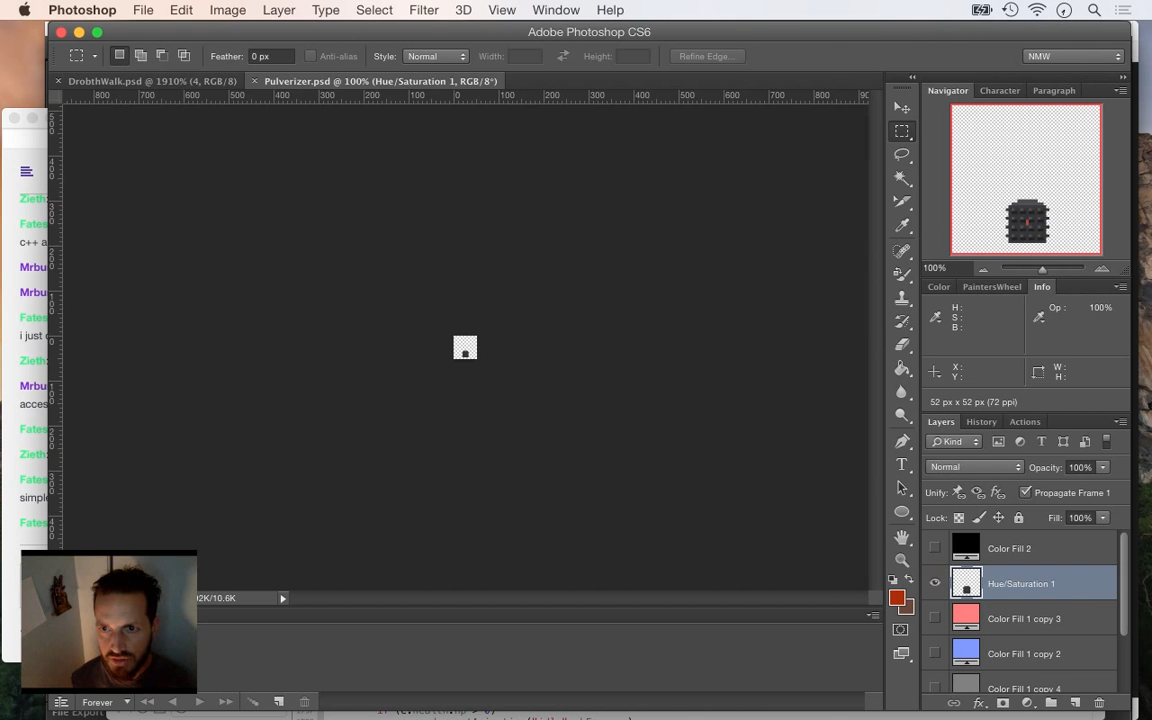 Photoshop File Edit Image Layer Type Select Filter 3D View Window Help
Adobe Photoshop CS6
Feather: 0 px Anti-alias Style: Normal Width: Height: Refine Edge... NMW
DrobthWalk.psd @ 1910% (4, RGB/8) Pulverizer.psd @ 100% (Hue/Saturation 1, RGB/8*)
800 700 600 500 400 300 200 100 0 100 200 300 400 500 600 700 800
Navigator Character Paragraph
100%
Color PaintersWheel Info
H: Op: 100%
S:
B:
X: W:
Y: H:
52 px x 52 px (72 ppi)
Layers History Actions
Kind
Normal Opacity: 100%
Unify: Propagate Frame 1
Lock: Fill: 100%
Color Fill 2
Hue/Saturation 1
Color Fill 1 copy 3
Color Fill 1 copy 2
Color Fill 1 copy 4
Zieth:
Fates
c++ a
Mrbu
Mrbu
Fates
i just
Zieth:
Mrbu
acces
Fates
Zieth:
Fates
simple
Fates
2K/10.6K
Forever